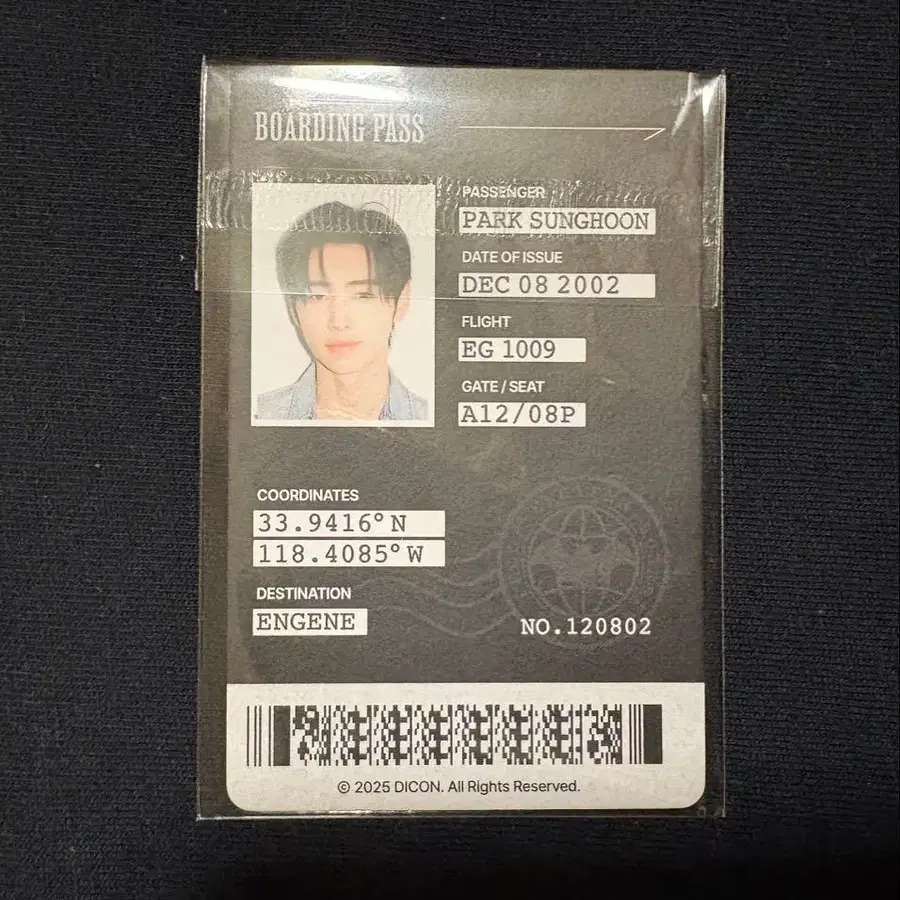 BOARDING PASS
PASSENGER
PARK SUNGHOON
DATE OF ISSUE
DEC 08 2002
FLIGHT
EG 1009
GATE / SEAT
A12/08P
COORDINATES
33.9416° N
118.4085° W
DESTINATION
ENGENE
NO.120802
© 2025 DICON. All Rights Reserved.